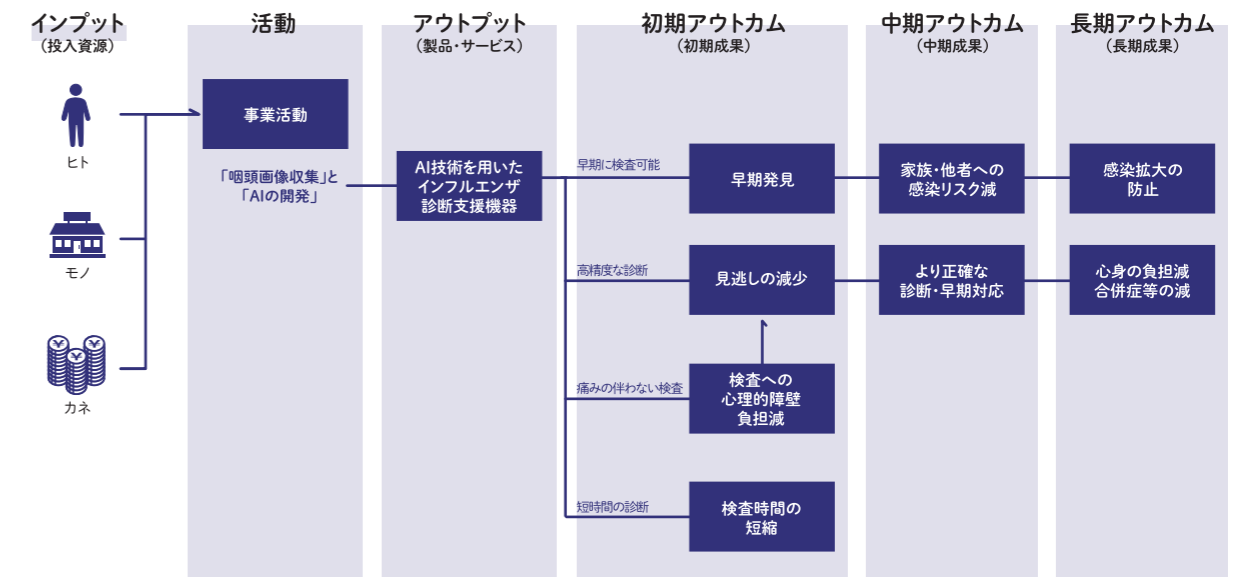 インプット
（投入資源）
活動
アウトプット
（製品・サービス）
初期アウトカム
（初期成果）
中期アウトカム
（中期成果）
長期アウトカム
（長期成果）
ヒト
モノ
¥ ¥ ¥
カネ
事業活動
「咽頭画像収集」と
「AIの開発」
AI技術を用いた
インフルエンザ
診断支援機器
早期に検査可能
早期発見
家族・他者への
感染リスク減
感染拡大の
防止
高精度な診断
見逃しの減少
より正確な
診断・早期対応
心身の負担減
合併症等の減
痛みの伴わない検査
検査への
心理的障壁
負担減
短時間の診断
検査時間の
短縮